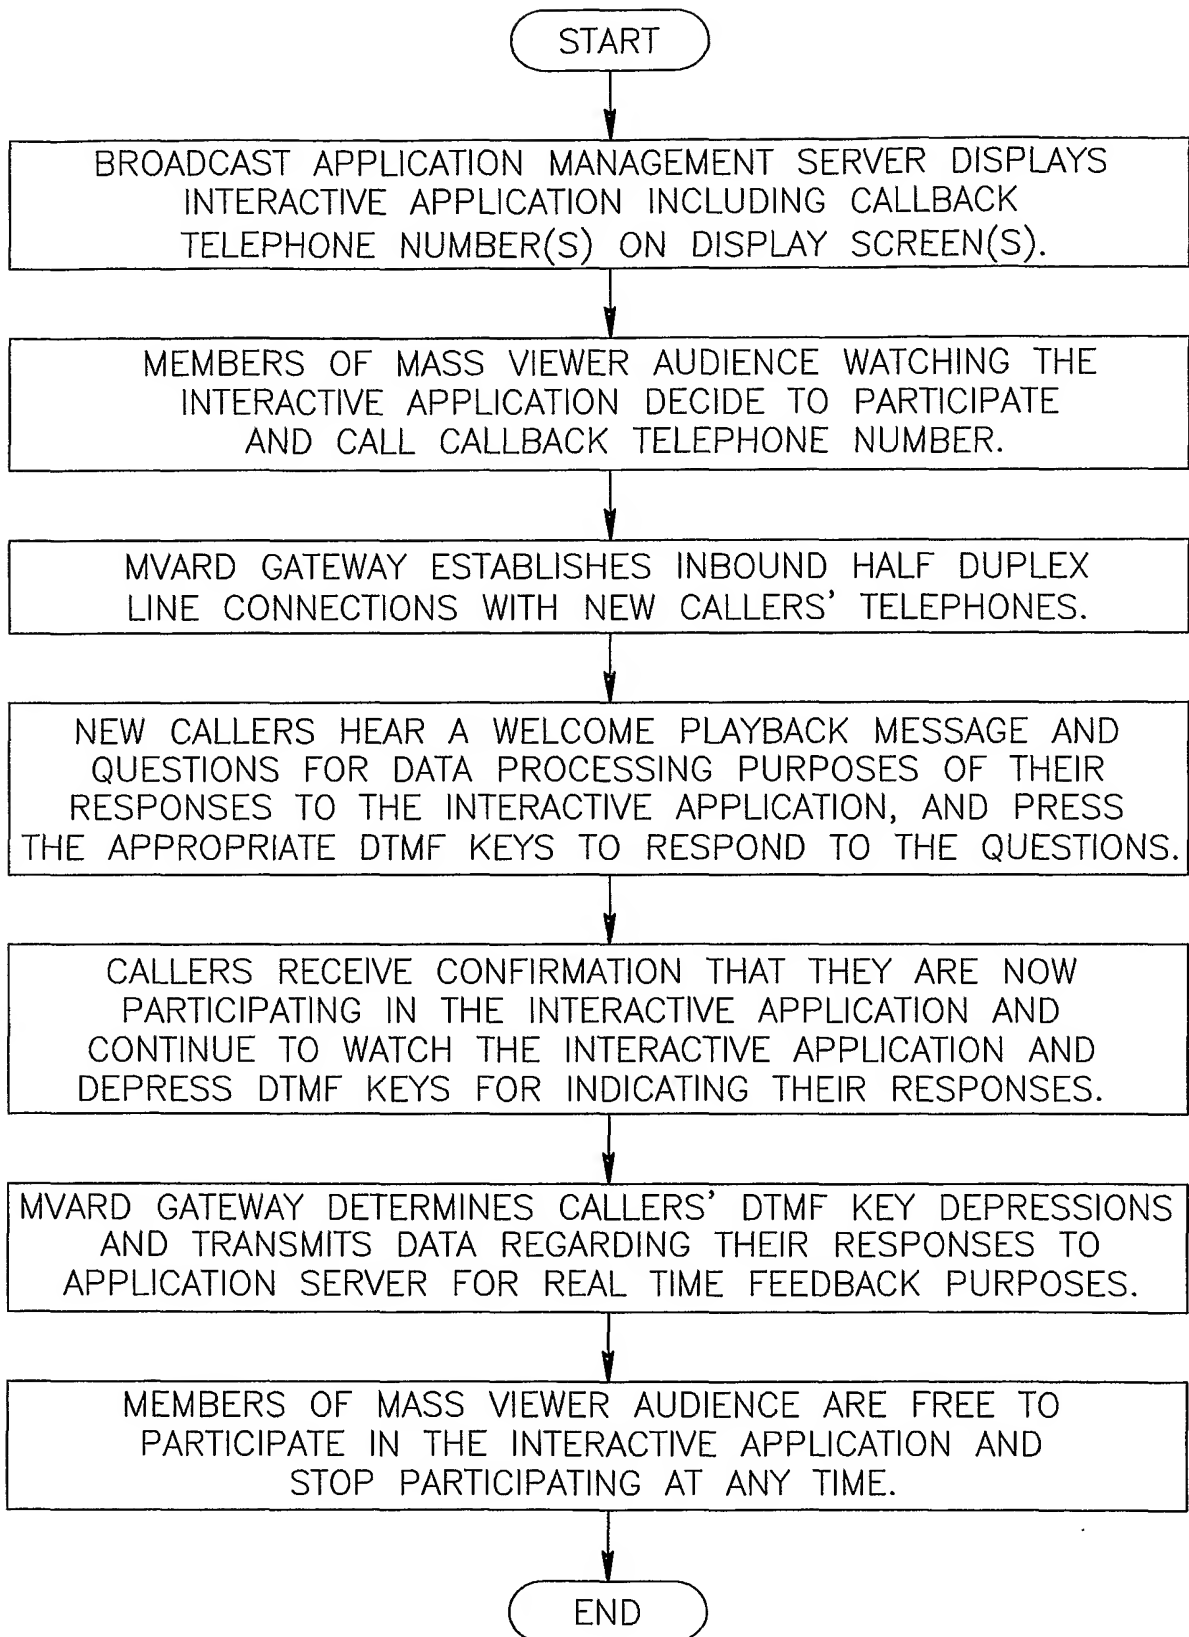 START
BROADCAST APPLICATION MANAGEMENT SERVER DISPLAYS
INTERACTIVE APPLICATION INCLUDING CALLBACK
TELEPHONE NUMBER(S) ON DISPLAY SCREEN(S).
MEMBERS OF MASS VIEWER AUDIENCE WATCHING THE
INTERACTIVE APPLICATION DECIDE TO PARTICIPATE
AND CALL CALLBACK TELEPHONE NUMBER.
MVARD GATEWAY ESTABLISHES INBOUND HALF DUPLEX
LINE CONNECTIONS WITH NEW CALLERS' TELEPHONES.
NEW CALLERS HEAR A WELCOME PLAYBACK MESSAGE AND
QUESTIONS FOR DATA PROCESSING PURPOSES OF THEIR
RESPONSES TO THE INTERACTIVE APPLICATION, AND PRESS
THE APPROPRIATE DTMF KEYS TO RESPOND TO THE QUESTIONS.
CALLERS RECEIVE CONFIRMATION THAT THEY ARE NOW
PARTICIPATING IN THE INTERACTIVE APPLICATION AND
CONTINUE TO WATCH THE INTERACTIVE APPLICATION AND
DEPRESS DTMF KEYS FOR INDICATING THEIR RESPONSES.
MVARD GATEWAY DETERMINES CALLERS' DTMF KEY DEPRESSIONS
AND TRANSMITS DATA REGARDING THEIR RESPONSES TO
APPLICATION SERVER FOR REAL TIME FEEDBACK PURPOSES.
MEMBERS OF MASS VIEWER AUDIENCE ARE FREE TO
PARTICIPATE IN THE INTERACTIVE APPLICATION AND
STOP PARTICIPATING AT ANY TIME.
END